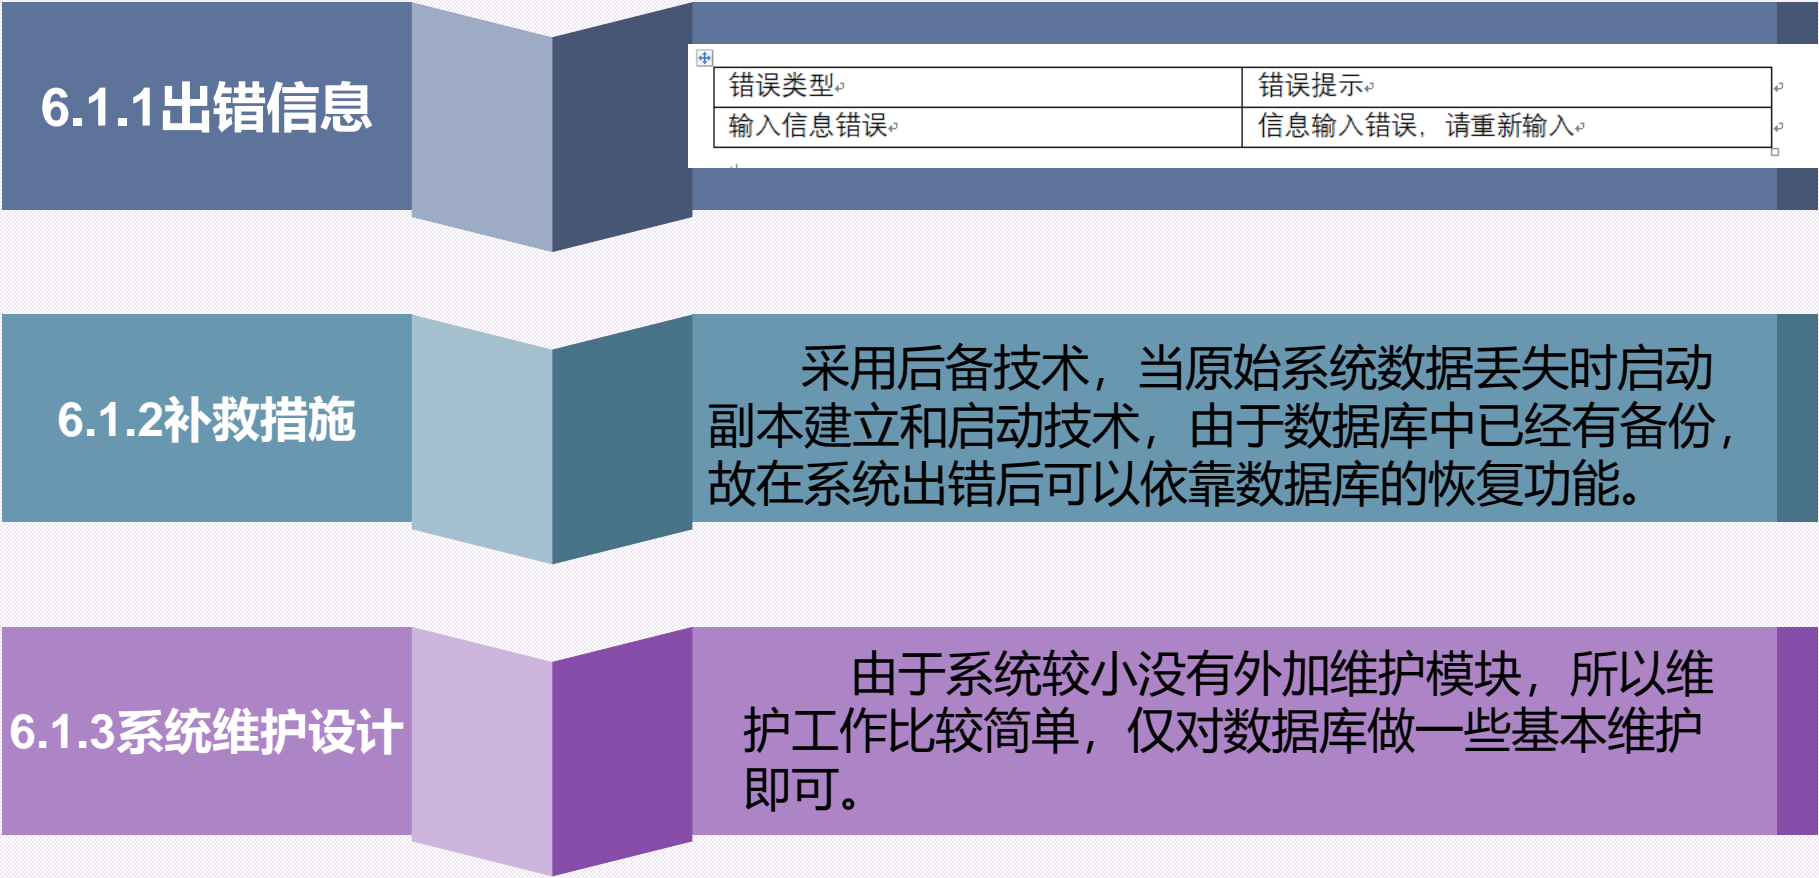 6.1.1出错信息
错误类型 错误提示
输入信息错误 信息输入错误，请重新输入
6.1.2补救措施
采用后备技术，当原始系统数据丢失时启动
副本建立和启动技术，由于数据库中已经有备份，
故在系统出错后可以依靠数据库的恢复功能。
6.1.3系统维护设计
由于系统较小没有外加维护模块，所以维
护工作比较简单，仅对数据库做一些基本维护
即可。